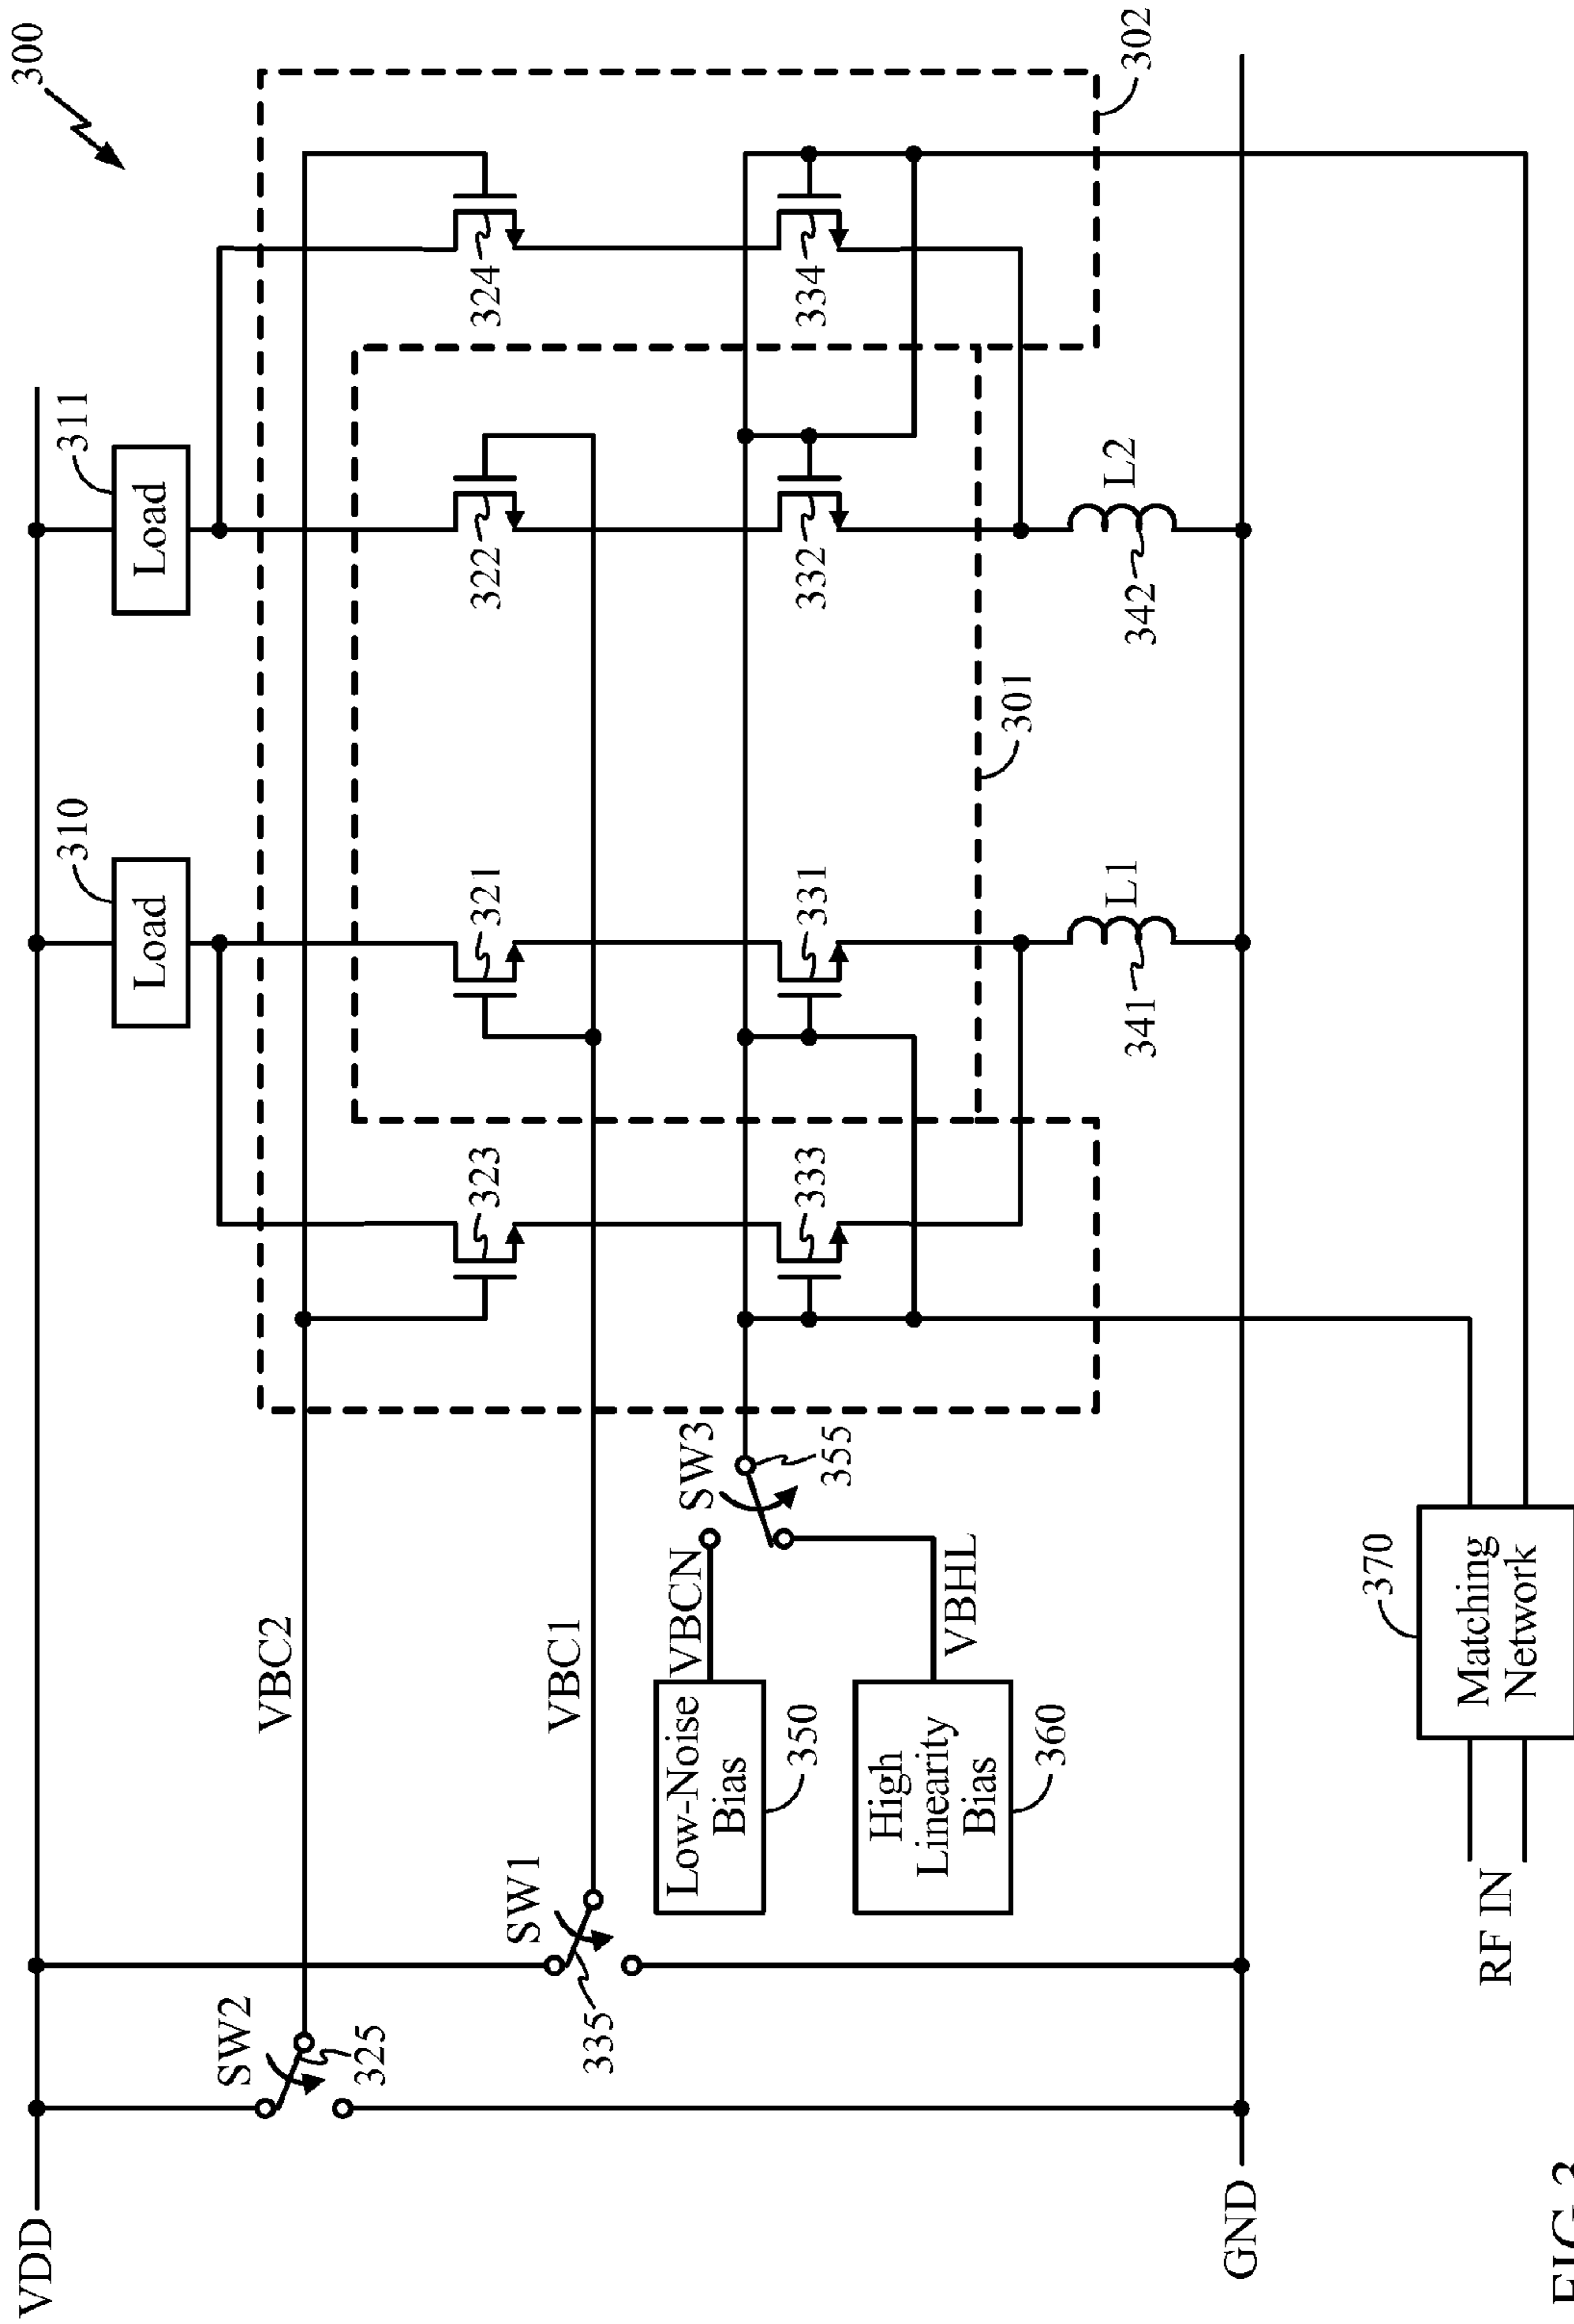 300
VDD
310
311
Load
Load
SW2
325
VBC2
302
323
321
322
324
SW1
335
VBC1
Low-Noise
Bias
350
VBCN
SW3
355
333
331
332
334
High
Linearity
Bias
360
VBHL
301
341
L1
342
L2
GND
370
Matching
Network
RF IN
FIG 3